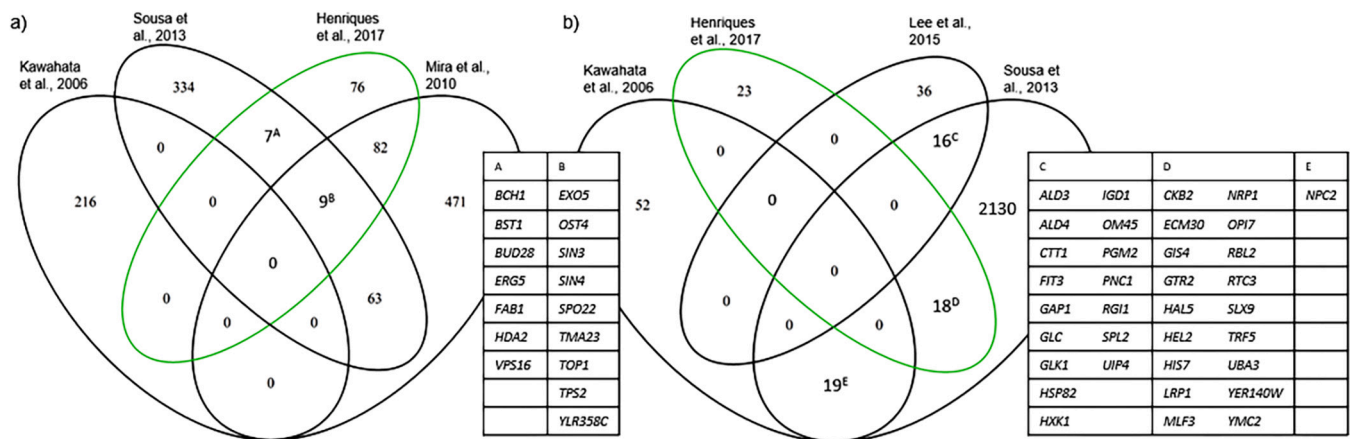 a)
Kawahata
et al., 2006
Sousa et
al., 2013
Henriques
et al., 2017
Mira et al.,
2010
334
76
0
7A
82
216
0
9B
471
0
0
63
0
0
0
A B
BCH1 EXO5
BST1 OST4
BUD28 SIN3
ERG5 SIN4
FAB1 SPO22
HDA2 TMA23
VPS16 TOP1
TPS2
YLR358C
b)
Kawahata
et al., 2006
Henriques
et al., 2017
Lee et al.,
2015
Sousa
et al., 2013
23
36
0
0
16C
52
0
0
2130
0
0
18D
0
0
19E
C D E
ALD3 IGD1 CKB2 NRP1 NPC2
ALD4 OM45 ECM30 OPI7
CTT1 PGM2 GIS4 RBL2
FIT3 PNC1 GTR2 RTC3
GAP1 RGI1 HAL5 SLX9
GLC SPL2 HEL2 TRF5
GLK1 UIP4 HIS7 UBA3
HSP82 LRP1 YER140W
HXK1 MLF3 YMC2